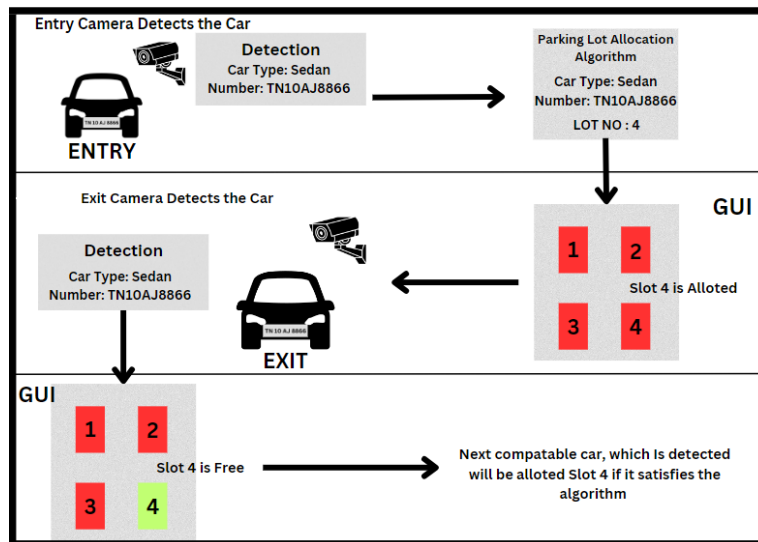 Entry Camera Detects the Car
Detection
Car Type: Sedan
Number: TN10AJ8866
TN 10 AJ 8866
ENTRY
Parking Lot Allocation
Algorithm
Car Type: Sedan
Number: TN10AJ8866
LOT NO : 4
Exit Camera Detects the Car
Detection
Car Type: Sedan
Number: TN10AJ8866
TN 10 AJ 8866
EXIT
GUI
1 2
Slot 4 is Alloted
3 4
GUI
1 2
Slot 4 is Free
3 4
Next compatable car, which Is detected
will be alloted Slot 4 if it satisfies the
algorithm